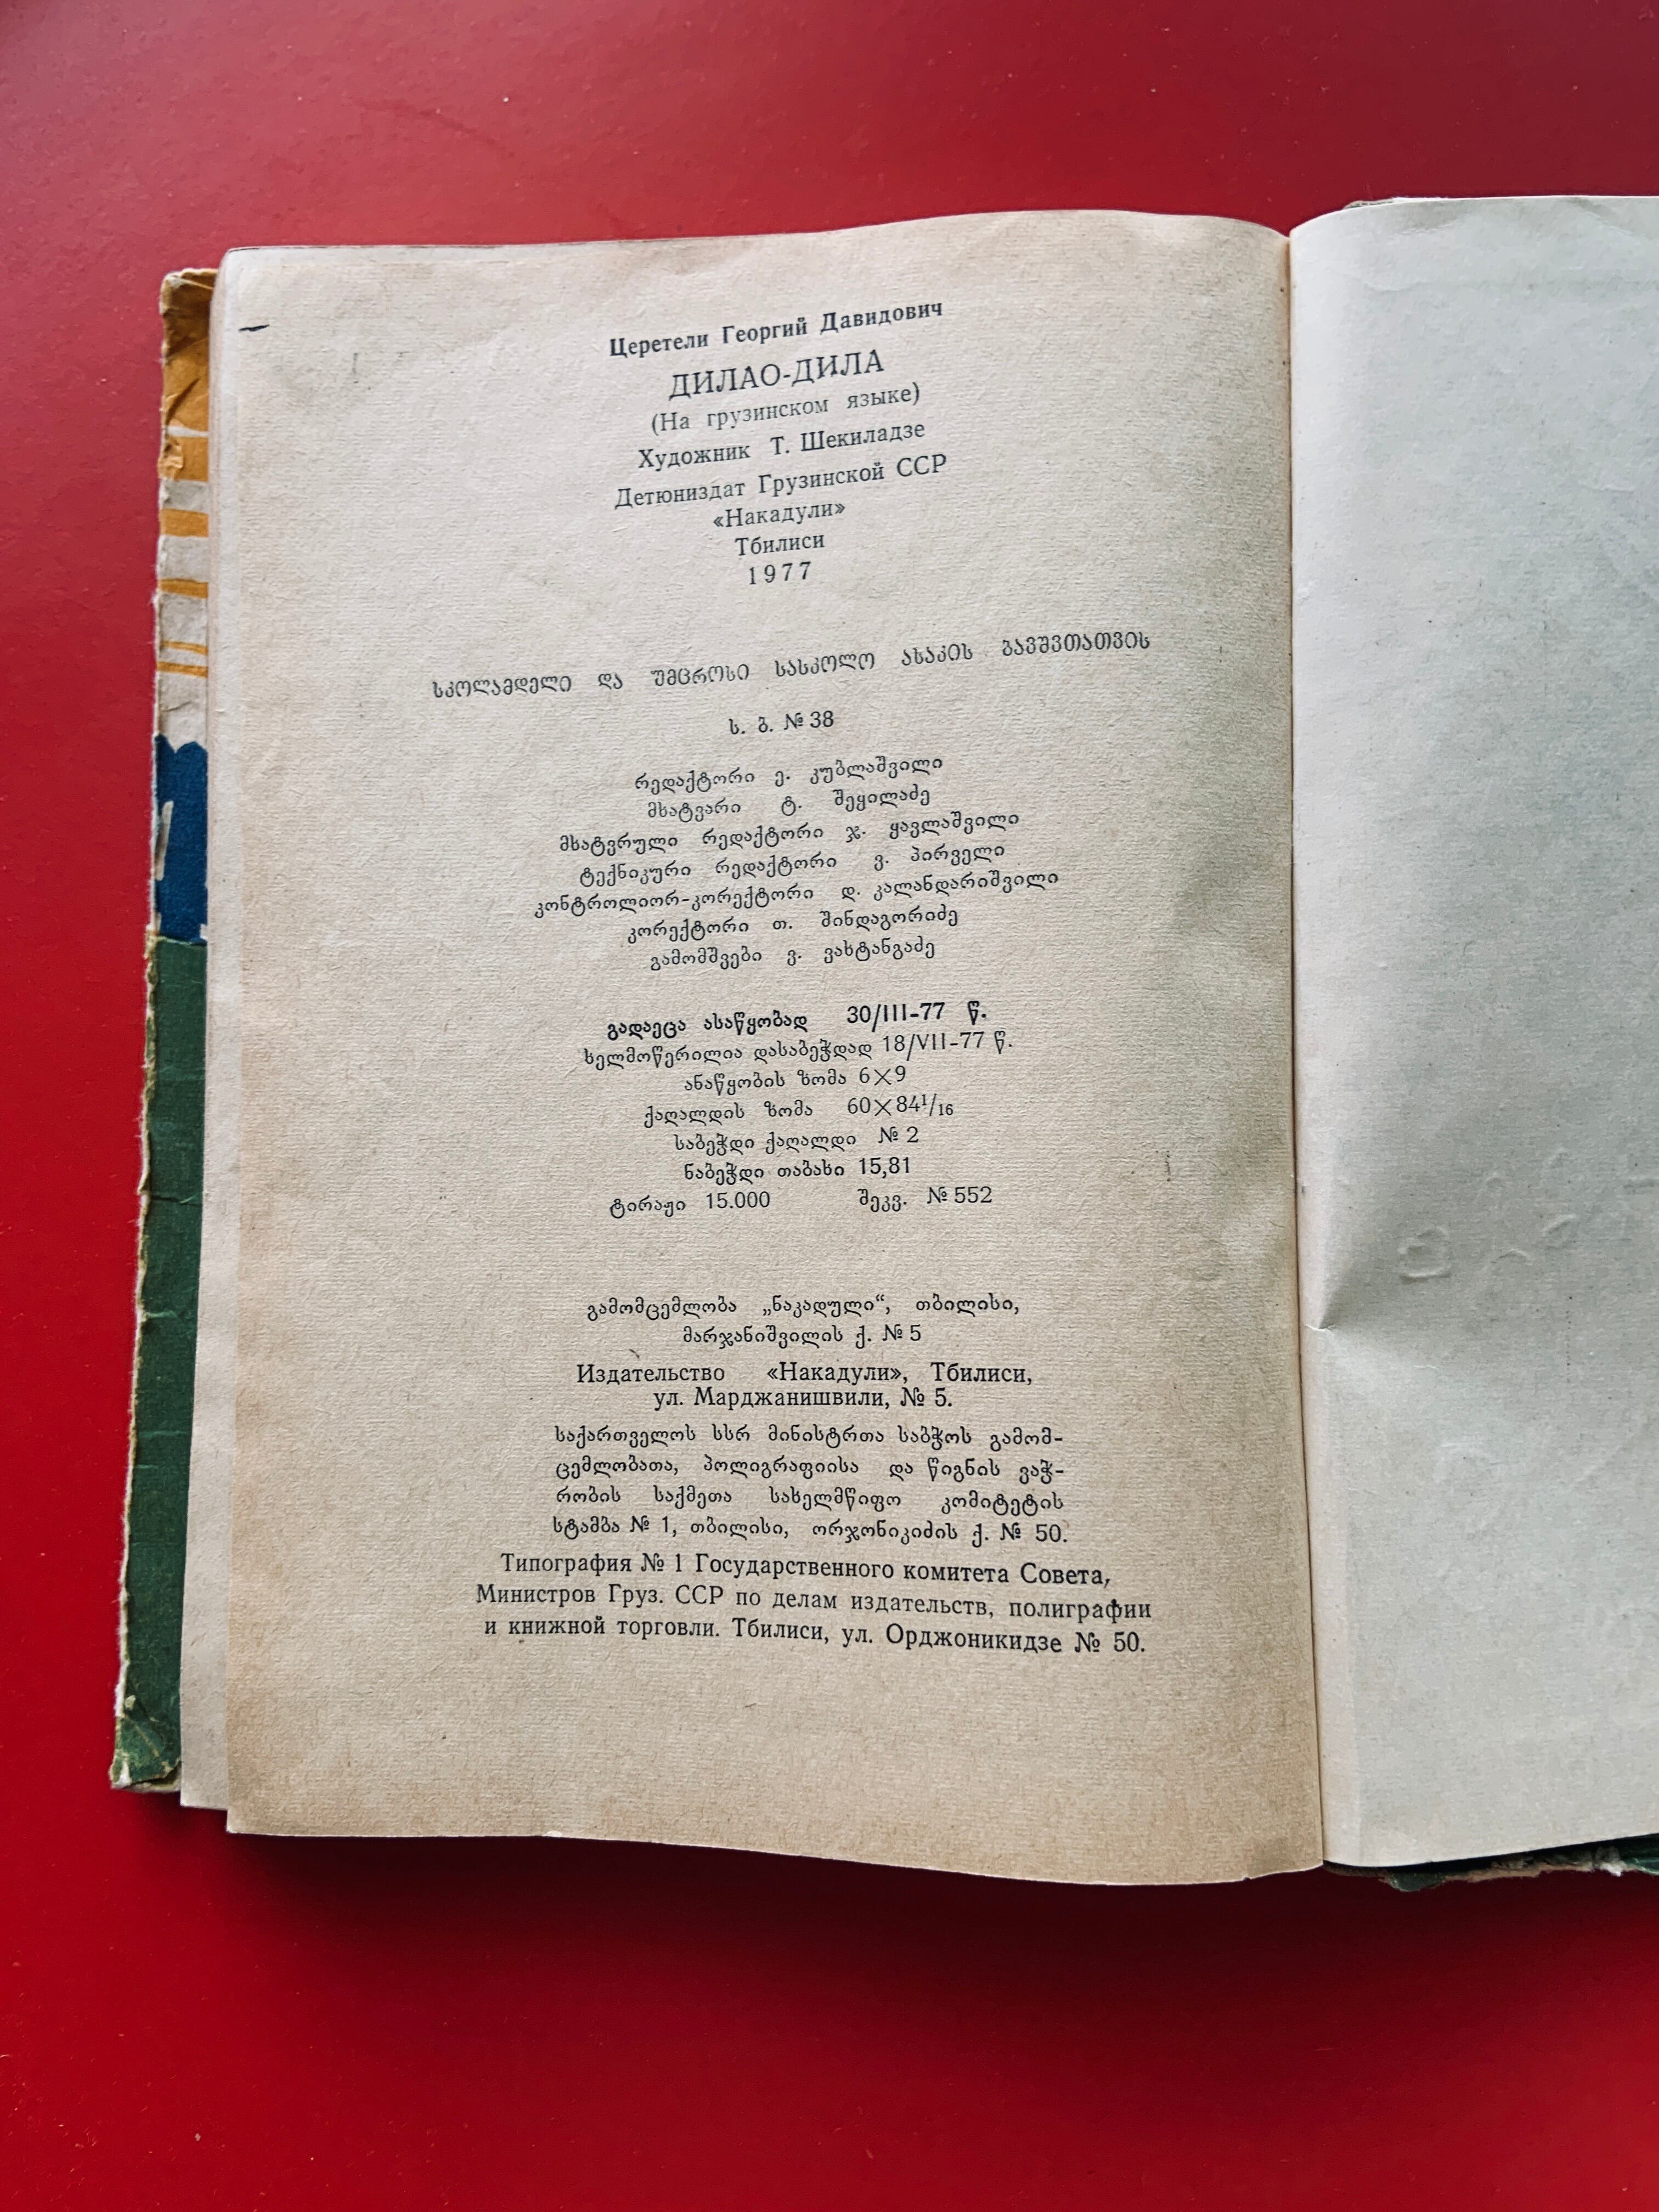 Церетели Георгий Давидович
ДИЛАО-ДИЛА
(На грузинском языке)
Художник Т. Шекиладзе
Детюниздат Грузинской ССР
«Накадули»
Тбилиси
1977
სკოლამდელი და უმცროსი სასკოლო ასაკის ბავშვთათვის
ს. ბ. № 38
რედაქტორი ე. კუბლაშვილი
მხატვარი ტ. შეყილაძე
მხატვრული რედაქტორი ჯ. ყავლაშვილი
ტექნიკური რედაქტორი ვ. პირველი
კონტროლიორ-კორექტორი დ. კალანდარიშვილი
კორექტორი თ. შინდაგორიძე
გამომშვები ვ. ვახტანგაძე
გადაეცა ასაწყობად 30/III-77 წ.
ხელმოწერილია დასაბეჭდად 18/VII-77 წ.
ანაწყობის ზომა 6×9
ქაღალდის ზომა 60×84¹/₁₆
საბეჭდი ქაღალდი № 2
ნაბეჭდი თაბახი 15,81
ტირაჟი 15.000 შეკვ. № 552
გამომცემლობა „ნაკადული“, თბილისი,
მარჯანიშვილის ქ. № 5
Издательство «Накадули», Тбилиси,
ул. Марджанишвили, № 5.
საქართველოს სსრ მინისტრთა საბჭოს გამომ-
ცემლობათა, პოლიგრაფიისა და წიგნის ვაჭ-
რობის საქმეთა სახელმწიფო კომიტეტის
სტამბა № 1, თბილისი, ორჯონიკიძის ქ. № 50.
Типография № 1 Государственного комитета Совета,
Министров Груз. ССР по делам издательств, полиграфии
и книжной торговли. Тбилиси, ул. Орджоникидзе № 50.